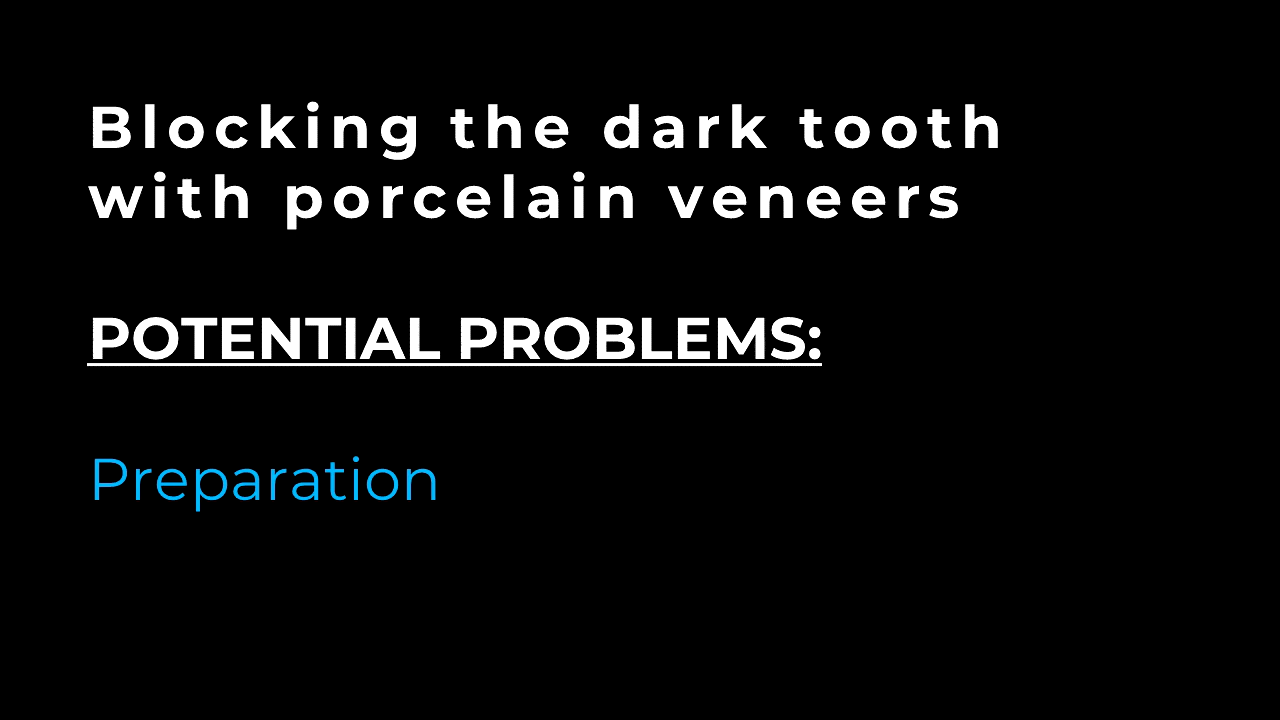 Blocking the dark tooth
with porcelain veneers
POTENTIAL PROBLEMS:
Preparation